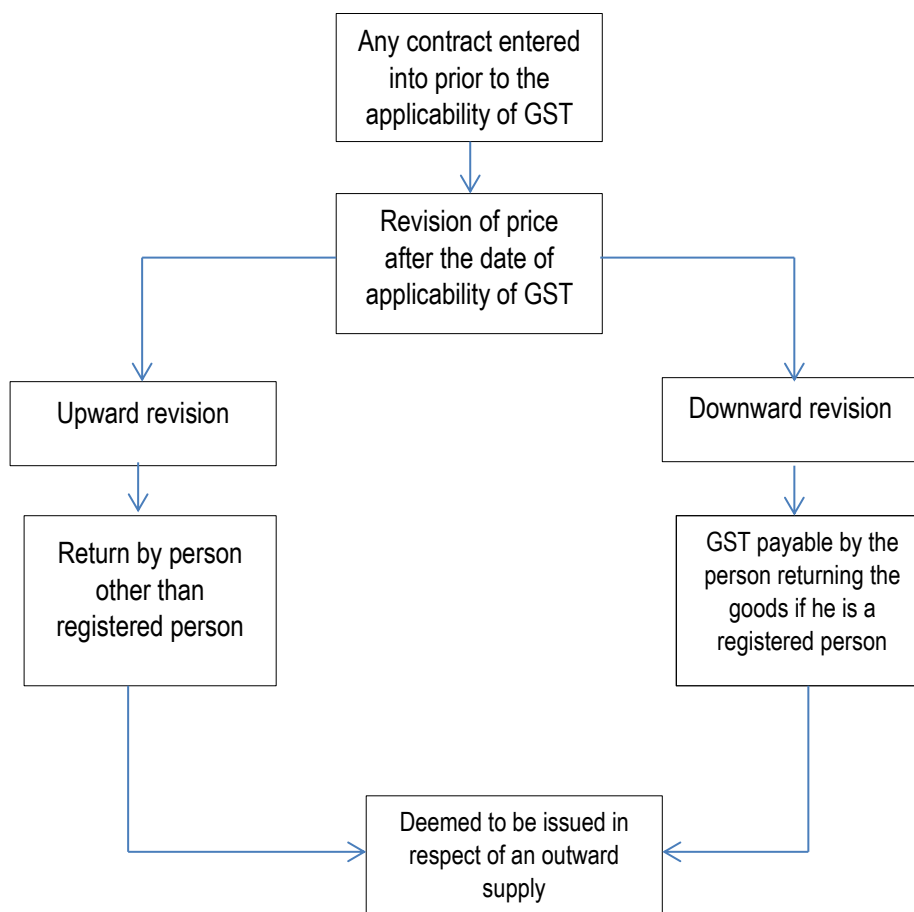 Any contract entered
into prior to the
applicability of GST
Revision of price
after the date of
applicability of GST
Upward revision
Downward revision
Return by person
other than
registered person
GST payable by the
person returning the
goods if he is a
registered person
Deemed to be issued in
respect of an outward
supply